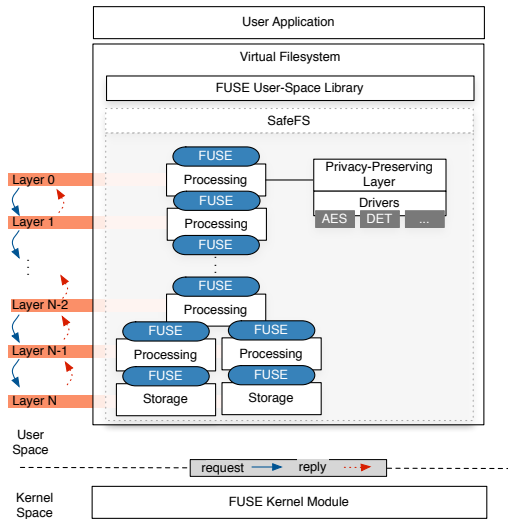 User Application
Virtual Filesystem
FUSE User-Space Library
SafeFS
FUSE
Privacy-Preserving
Layer
Layer 0
Processing
Drivers
FUSE
AES
DET
...
Layer 1
Processing
FUSE
FUSE
Layer N-2
Processing
FUSE
FUSE
Layer N-1
Processing
Processing
FUSE
FUSE
Layer N
Storage
Storage
User
Space
request
reply
Kernel
Space
FUSE Kernel Module